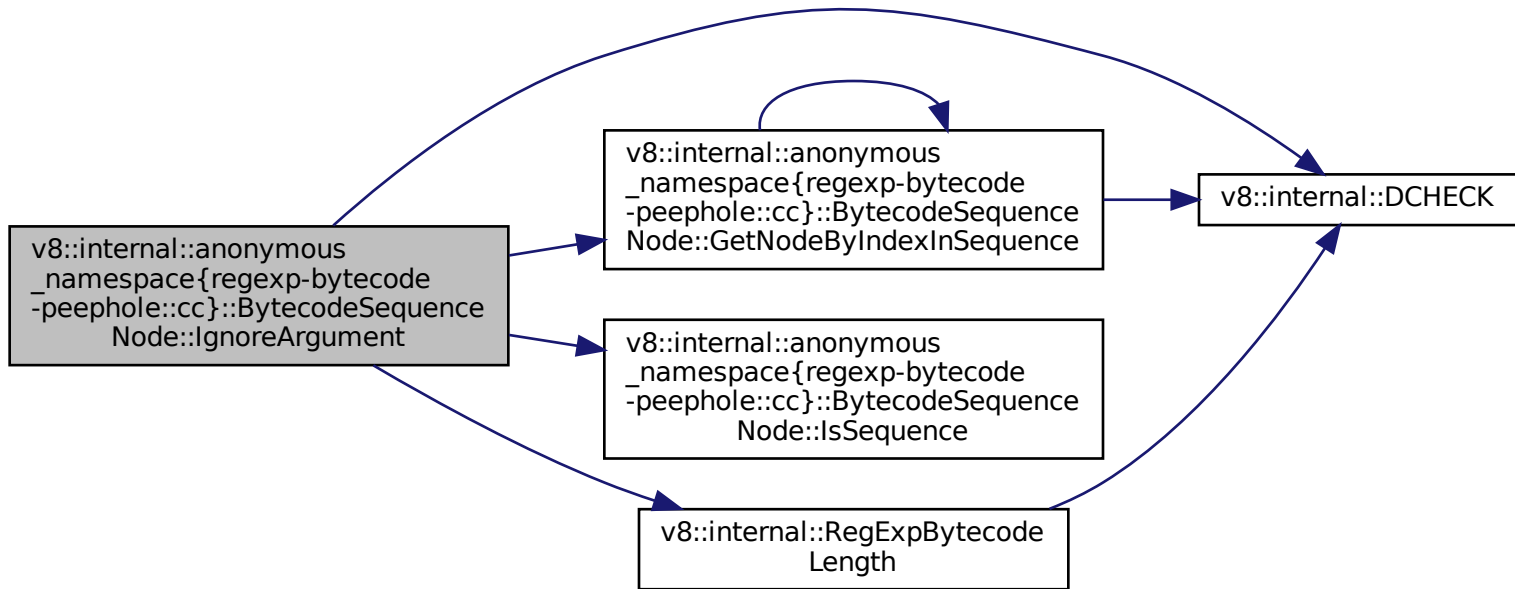 v8::internal::anonymous
_namespace{regexp-bytecode
-peephole::cc}::BytecodeSequence
Node::IgnoreArgument
v8::internal::anonymous
_namespace{regexp-bytecode
-peephole::cc}::BytecodeSequence
Node::GetNodeByIndexInSequence
v8::internal::DCHECK
v8::internal::anonymous
_namespace{regexp-bytecode
-peephole::cc}::BytecodeSequence
Node::IsSequence
v8::internal::RegExpBytecode
Length